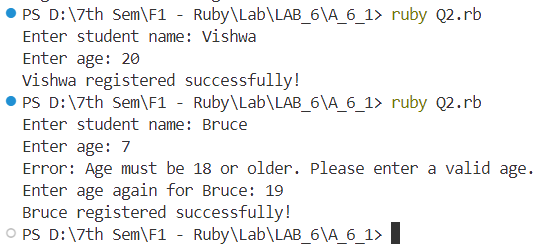 PS D:\7th Sem\F1 - Ruby\Lab\LAB_6\A_6_1> ruby Q2.rb
Enter student name: Vishwa
Enter age: 20
Vishwa registered successfully!
PS D:\7th Sem\F1 - Ruby\Lab\LAB_6\A_6_1> ruby Q2.rb
Enter student name: Bruce
Enter age: 7
Error: Age must be 18 or older. Please enter a valid age.
Enter age again for Bruce: 19
Bruce registered successfully!
PS D:\7th Sem\F1 - Ruby\Lab\LAB_6\A_6_1>